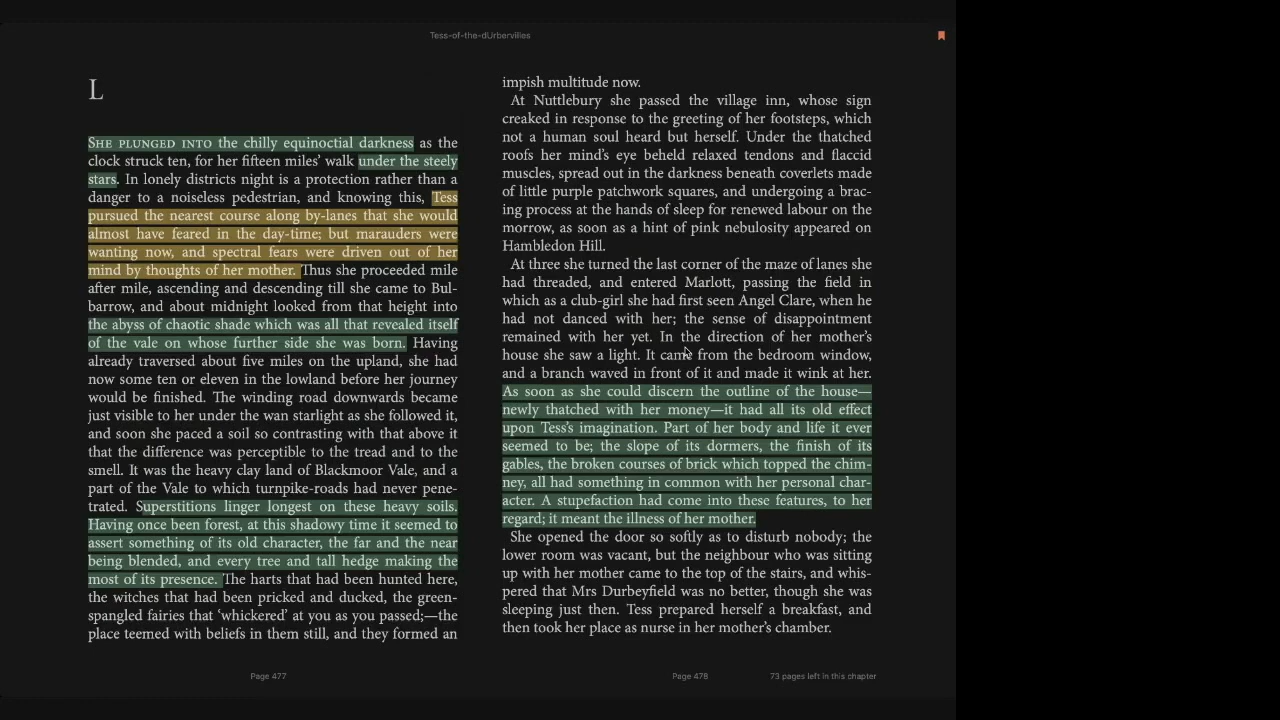 Tess-of-the-dUrbervilles
L
SHE PLUNGED INTO the chilly equinoctial darkness as the
clock struck ten, for her fifteen miles’ walk under the steely
stars. In lonely districts night is a protection rather than a
danger to a noiseless pedestrian, and knowing this, Tess
pursued the nearest course along by-lanes that she would
almost have feared in the day-time; but marauders were
wanting now, and spectral fears were driven out of her
mind by thoughts of her mother. Thus she proceeded mile
after mile, ascending and descending till she came to Bul-
barrow, and about midnight looked from that height into
the abyss of chaotic shade which was all that revealed itself
of the vale on whose further side she was born. Having
already traversed about five miles on the upland, she had
now some ten or eleven in the lowland before her journey
would be finished. The winding road downwards became
just visible to her under the wan starlight as she followed it,
and soon she paced a soil so contrasting with that above it
that the difference was perceptible to the tread and to the
smell. It was the heavy clay land of Blackmoor Vale, and a
part of the Vale to which turnpike-roads had never pene-
trated. Superstitions linger longest on these heavy soils.
Having once been forest, at this shadowy time it seemed to
assert something of its old character, the far and the near
being blended, and every tree and tall hedge making the
most of its presence. The harts that had been hunted here,
the witches that had been pricked and ducked, the green-
spangled fairies that ‘whickered’ at you as you passed;—the
place teemed with beliefs in them still, and they formed an
impish multitude now.
At Nuttlebury she passed the village inn, whose sign
creaked in response to the greeting of her footsteps, which
not a human soul heard but herself. Under the thatched
roofs her mind’s eye beheld relaxed tendons and flaccid
muscles, spread out in the darkness beneath coverlets made
of little purple patchwork squares, and undergoing a brac-
ing process at the hands of sleep for renewed labour on the
morrow, as soon as a hint of pink nebulosity appeared on
Hambledon Hill.
At three she turned the last corner of the maze of lanes she
had threaded, and entered Marlott, passing the field in
which as a club-girl she had first seen Angel Clare, when he
had not danced with her; the sense of disappointment
remained with her yet. In the direction of her mother’s
house she saw a light. It came from the bedroom window,
and a branch waved in front of it and made it wink at her.
As soon as she could discern the outline of the house—
newly thatched with her money—it had all its old effect
upon Tess’s imagination. Part of her body and life it ever
seemed to be; the slope of its dormers, the finish of its
gables, the broken courses of brick which topped the chim-
ney, all had something in common with her personal char-
acter. A stupefaction had come into these features, to her
regard; it meant the illness of her mother.
She opened the door so softly as to disturb nobody; the
lower room was vacant, but the neighbour who was sitting
up with her mother came to the top of the stairs, and whis-
pered that Mrs Durbeyfield was no better, though she was
sleeping just then. Tess prepared herself a breakfast, and
then took her place as nurse in her mother’s chamber.
Page 477
Page 478
73 pages left in this chapter